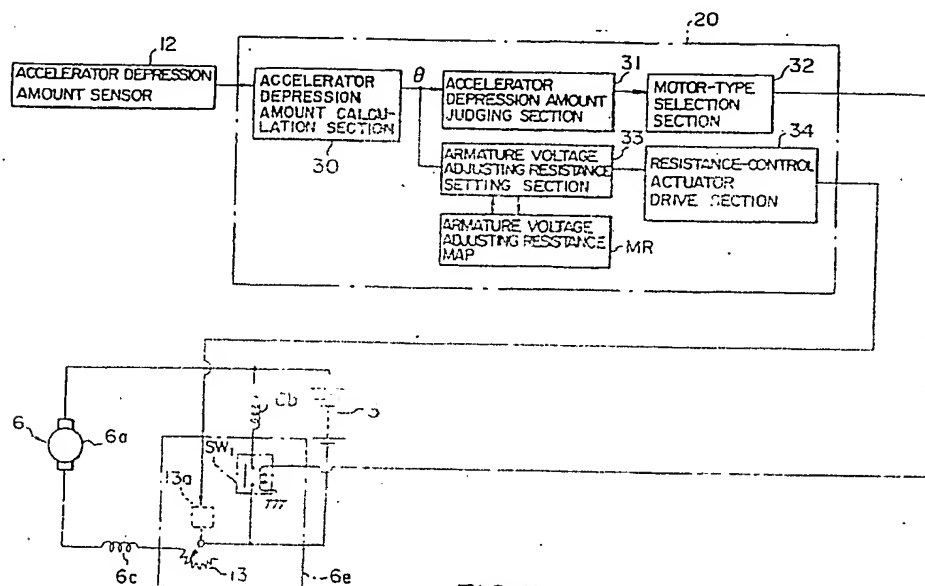 20
12
ACCELERATOR DEPRESSION
AMOUNT SENSOR
ACCELERATOR
DEPRESSION
AMOUNT CALCU-
LATION SECTION
30
θ
31
ACCELERATOR
DEPRESSION AMOUNT
JUDGING SECTION
32
MOTOR-TYPE
SELECTION
SECTION
33
ARMATURE VOLTAGE
ADJUSTING RESISTANCE
SETTING SECTION
34
RESISTANCE-CONTROL
ACTUATOR
DRIVE SECTION
ARMATURE VOLTAGE
ADJUSTING RESISTANCE
MAP
MR
6
6a
SW1
13a
6c
13
6e